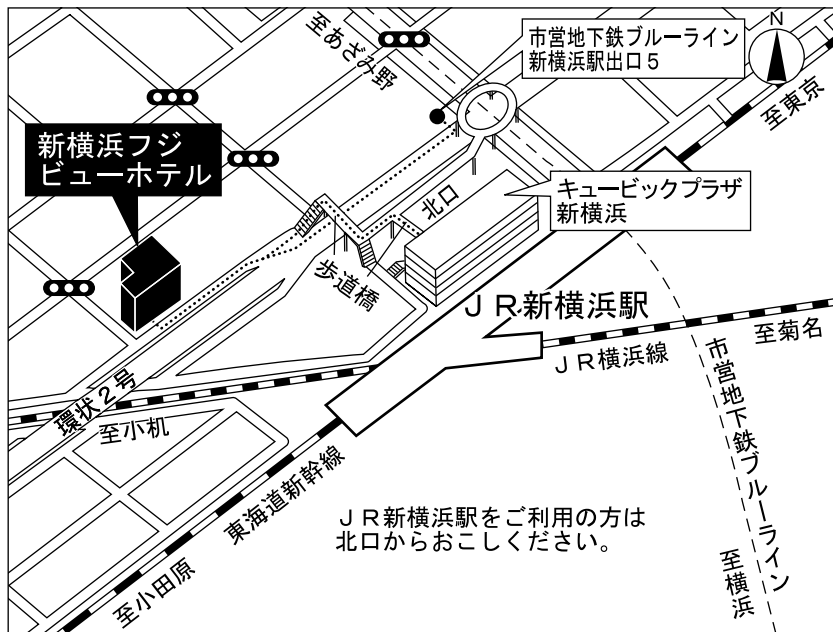 至あざみ野
市営地下鉄ブルーライン
新横浜駅出口5
N
至東京
新横浜フジ
ビューホテル
キュービックプラザ
新横浜
北口
歩道橋
JR新横浜駅
JR横浜線
至菊名
環状2号
至小机
市営地下鉄ブルーライン
至横浜
東海道新幹線
至小田原
JR新横浜駅をご利用の方は
北口からおこしください。